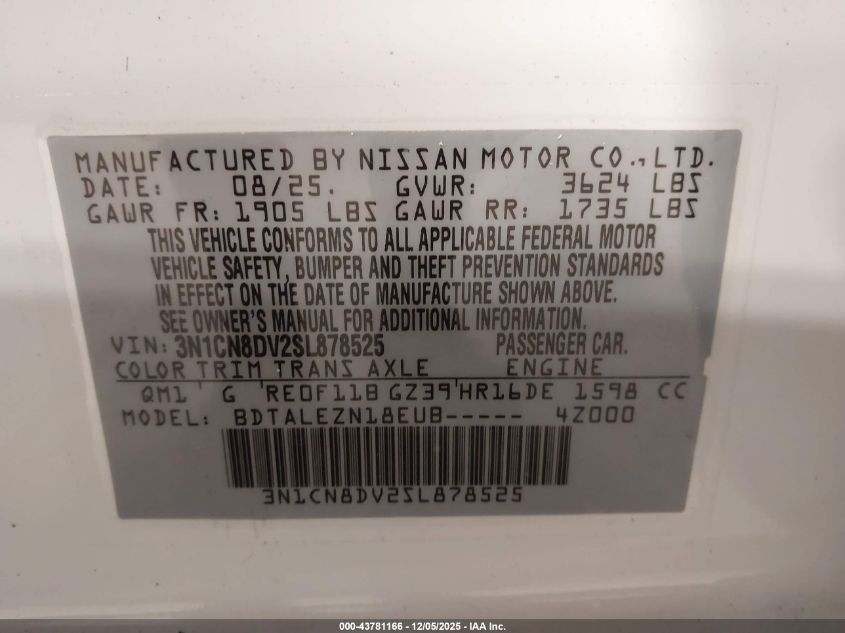 MANUFACTURED BY NISSAN MOTOR CO., LTD.
DATE: 08/25. GVWR: 3624 LBS
GAWR FR: 1905 LBS GAWR RR: 1735 LBS
THIS VEHICLE CONFORMS TO ALL APPLICABLE FEDERAL MOTOR
VEHICLE SAFETY, BUMPER AND THEFT PREVENTION STANDARDS
IN EFFECT ON THE DATE OF MANUFACTURE SHOWN ABOVE.
SEE OWNER'S MANUAL FOR ADDITIONAL INFORMATION.
VIN: 3N1CN8DV2SL878525 PASSENGER CAR.
COLOR TRIM TRANS AXLE ENGINE
QM1 ' G 'RE0F11B GZ39'HR16DE 1598 CC
MODEL: BDTALEZN18EUB----- 4Z000
3N1CN8DV2SL878525
000-43781166 - 12/05/2025 - IAA Inc.